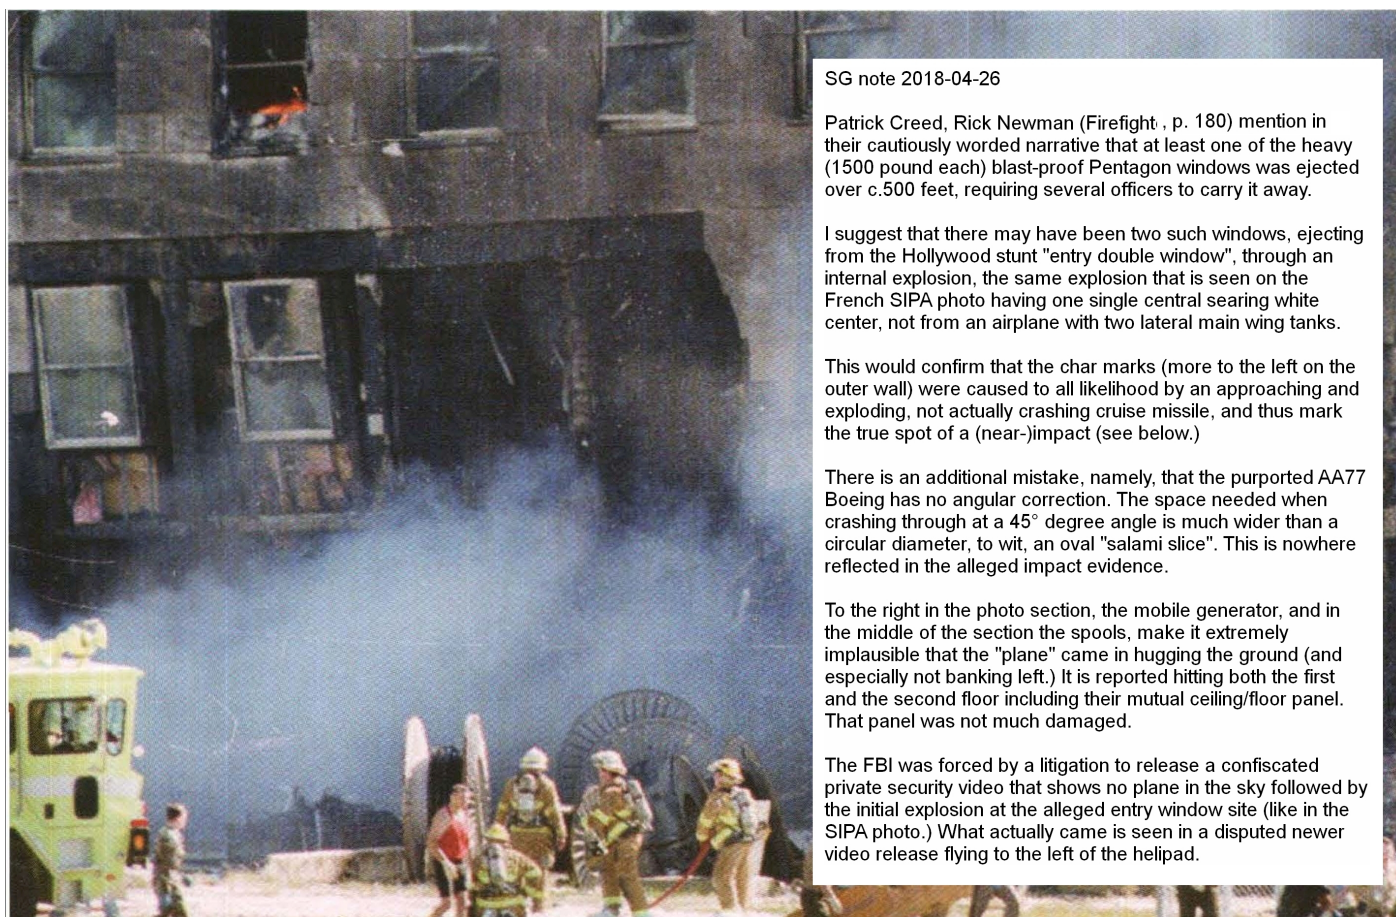 SG note 2018-04-26
Patrick Creed, Rick Newman (Firefight , p. 180) mention in
their cautiously worded narrative that at least one of the heavy
(1500 pound each) blast-proof Pentagon windows was ejected
over c.500 feet, requiring several officers to carry it away.
I suggest that there may have been two such windows, ejecting
from the Hollywood stunt "entry double window", through an
internal explosion, the same explosion that is seen on the
French SIPA photo having one single central searing white
center, not from an airplane with two lateral main wing tanks.
This would confirm that the char marks (more to the left on the
outer wall) were caused to all likelihood by an approaching and
exploding, not actually crashing cruise missile, and thus mark
the true spot of a (near-)impact (see below.)
There is an additional mistake, namely, that the purported AA77
Boeing has no angular correction. The space needed when
crashing through at a 45° degree angle is much wider than a
circular diameter, to wit, an oval "salami slice". This is nowhere
reflected in the alleged impact evidence.
To the right in the photo section, the mobile generator, and in
the middle of the section the spools, make it extremely
implausible that the "plane" came in hugging the ground (and
especially not banking left.) It is reported hitting both the first
and the second floor including their mutual ceiling/floor panel.
That panel was not much damaged.
The FBI was forced by a litigation to release a confiscated
private security video that shows no plane in the sky followed by
the initial explosion at the alleged entry window site (like in the
SIPA photo.) What actually came is seen in a disputed newer
video release flying to the left of the helipad.